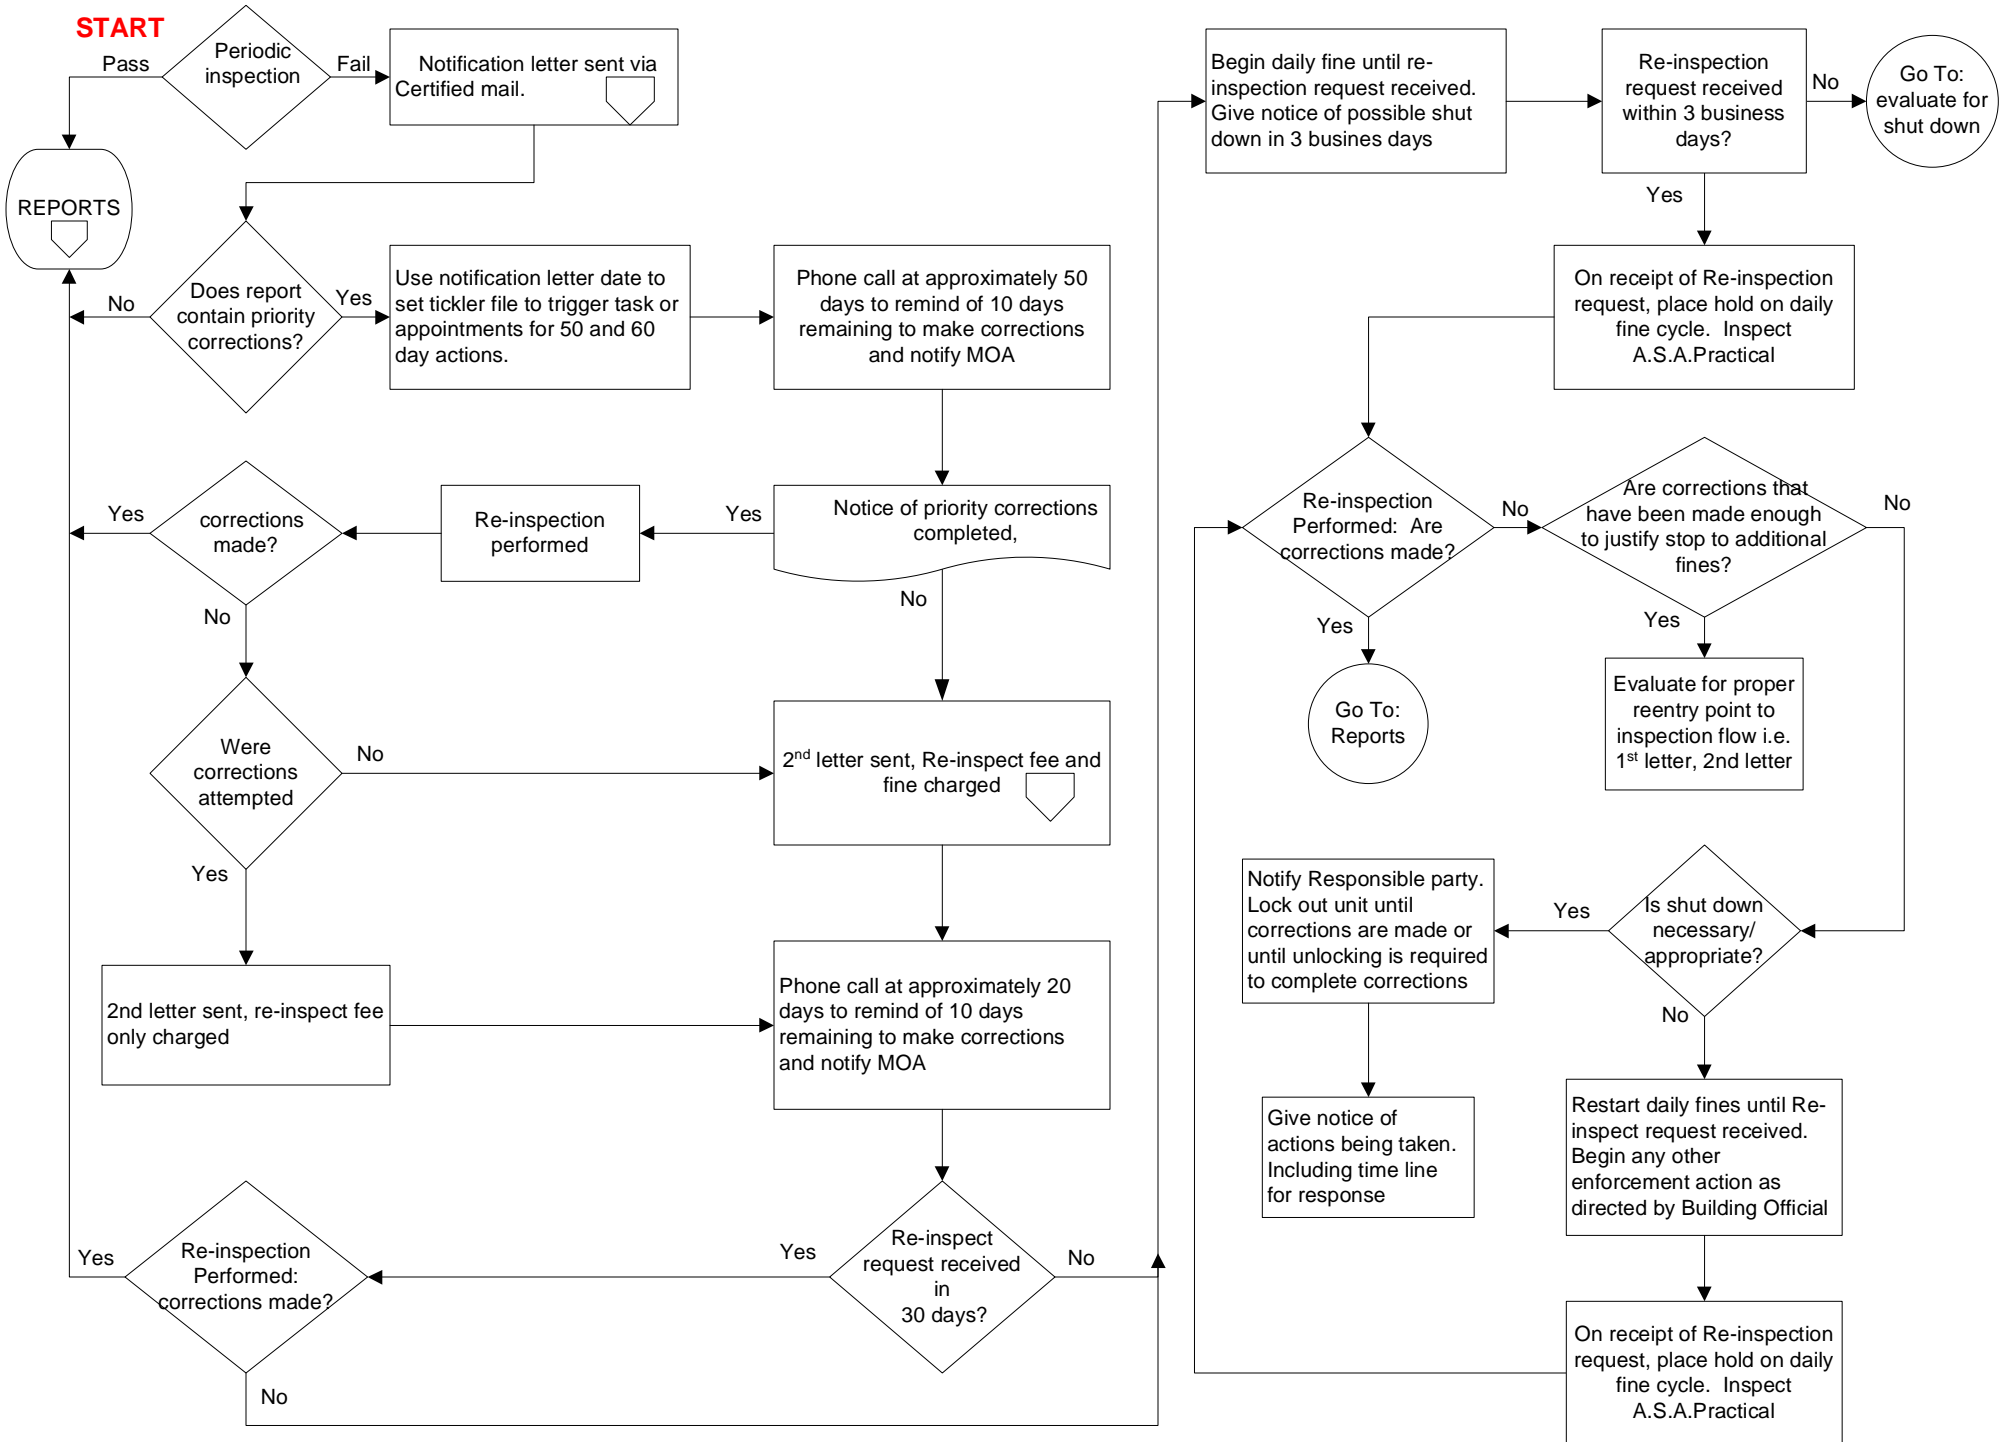 START
Pass
Periodic
inspection
Fail
Notification letter sent via
Certified mail.
REPORTS
No
Does report
contain priority
corrections?
Yes
Use notification letter date to
set tickler file to trigger task or
appointments for 50 and 60
day actions.
Phone call at approximately 50
days to remind of 10 days
remaining to make corrections
and notify MOA
Yes
corrections
made?
Re-inspection
performed
Yes
Notice of priority corrections
completed,
No
No
Were
corrections
attempted
No
2nd letter sent, Re-inspect fee and
fine charged
Yes
2nd letter sent, re-inspect fee
only charged
Phone call at approximately 20
days to remind of 10 days
remaining to make corrections
and notify MOA
Yes
Re-inspection
Performed:
corrections made?
Yes
Re-inspect
request received
in
30 days?
No
No
Begin daily fine until re-
inspection request received.
Give notice of possible shut
down in 3 busines days
Re-inspection
request received
within 3 business
days?
No
Go To:
evaluate for
shut down
Yes
On receipt of Re-inspection
request, place hold on daily
fine cycle.  Inspect
A.S.A.Practical
Re-inspection
Performed:  Are
corrections made?
No
Are corrections that
have been made enough
to justify stop to additional
fines?
No
Yes
Go To:
Reports
Yes
Evaluate for proper
reentry point to
inspection flow i.e.
1st letter, 2nd letter
Notify Responsible party.
Lock out unit until
corrections are made or
until unlocking is required
to complete corrections
Yes
Is shut down
necessary/
appropriate?
No
Give notice of
actions being taken.
Including time line
for response
Restart daily fines until Re-
inspect request received.
Begin any other
enforcement action as
directed by Building Official
On receipt of Re-inspection
request, place hold on daily
fine cycle.  Inspect
A.S.A.Practical